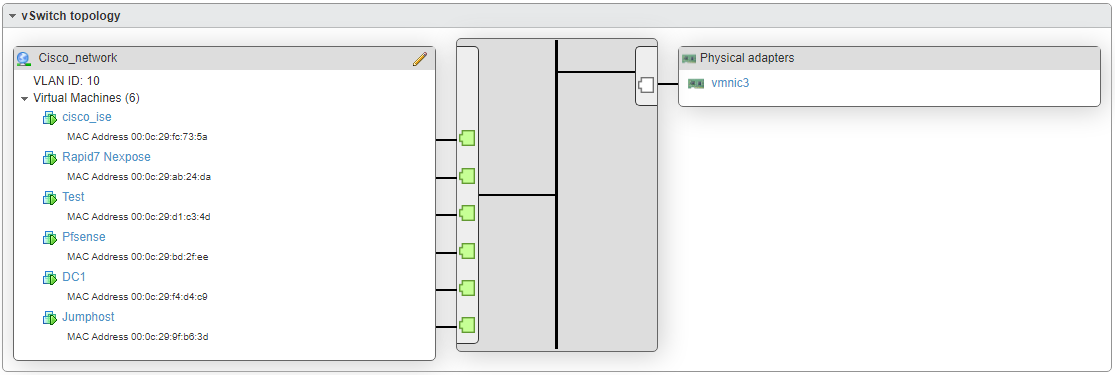 vSwitch topology
Cisco_network
VLAN ID: 10
Virtual Machines (6)
cisco_ise
MAC Address 00:0c:29:fc:73:5a
Rapid7 Nexpose
MAC Address 00:0c:29:ab:24:da
Test
MAC Address 00:0c:29:d1:c3:4d
Pfsense
MAC Address 00:0c:29:bd:2f:ee
DC1
MAC Address 00:0c:29:f4:d4:c9
Jumphost
MAC Address 00:0c:29:9f:b6:3d
Physical adapters
vmnic3